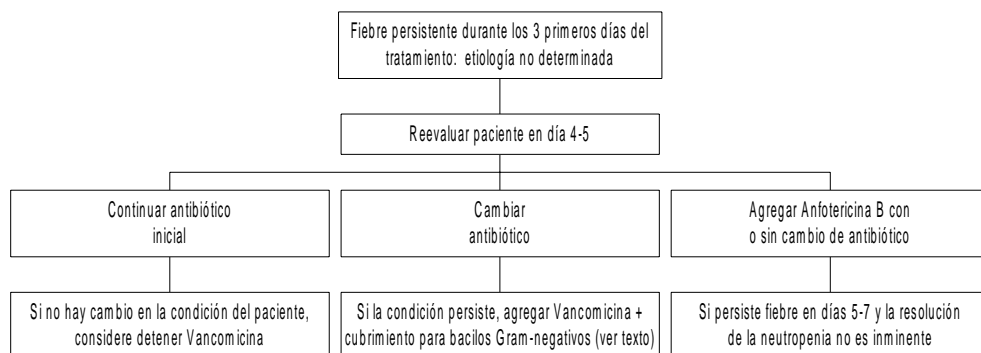 Fiebre persistente durante los 3 primeros días del
tratamiento: etiología no determinada
Reevaluar paciente en día 4-5
Continuar antibiótico
inicial
Cambiar
antibiótico
Agregar Anfotericina B con
o sin cambio de antibiótico
Si no hay cambio en la condición del paciente,
considere detener Vancomicina
Si la condición persiste, agregar Vancomicina +
cubrimiento para bacilos Gram-negativos (ver texto)
Si persiste fiebre en días 5-7 y la resolución
de la neutropenia no es inminente